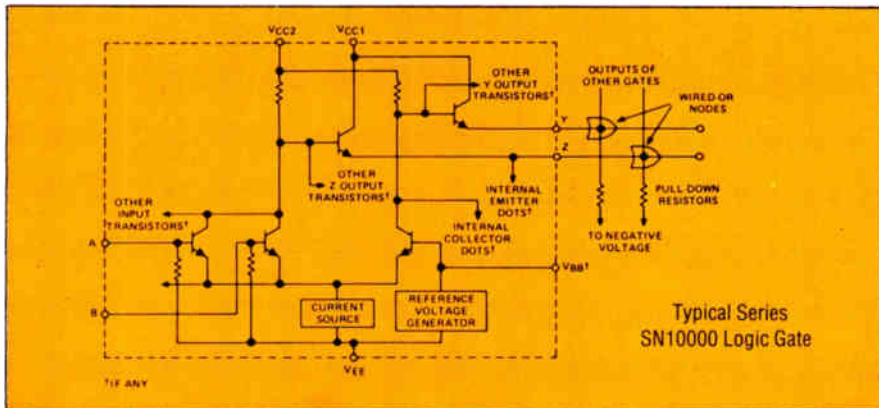 VCC2
VCC1
OTHER
Y OUTPUT
TRANSISTORS†
OUTPUTS OF
OTHER GATES
WIRED-OR
NODES
Y
Z
OTHER
Z OUTPUT
TRANSISTORS†
INTERNAL
EMITTER
DOTS†
PULL-DOWN
RESISTORS
OTHER
INPUT
TRANSISTORS†
INTERNAL
COLLECTOR
DOTS†
TO NEGATIVE
VOLTAGE
A
VBB†
B
CURRENT
SOURCE
REFERENCE
VOLTAGE
GENERATOR
Typical Series
SN10000 Logic Gate
VEE
†IF ANY